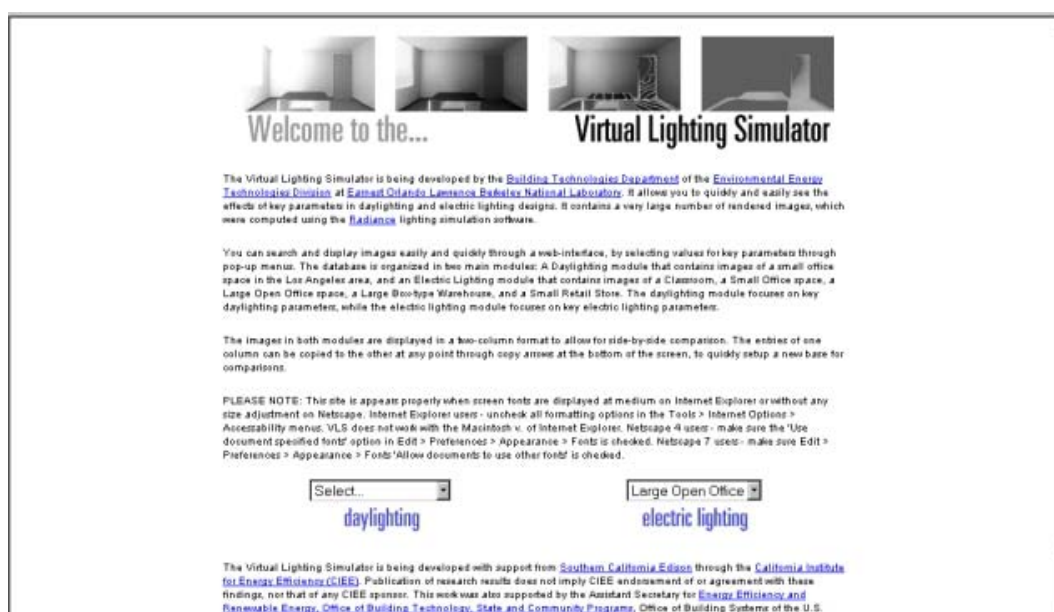 Welcome to the... Virtual Lighting Simulator
The Virtual Lighting Simulator is being developed by the Building Technologies Department of the Environmental Energy
Technologies Division at Earnest Orlando Lawrence Berkeley National Laboratory. It allows you to quickly and easily see the
effects of key parameters in daylighting and electric lighting designs. It contains a very large number of rendered images, which
were computed using the Radiance lighting simulation software.
You can search and display images easily and quickly through a web-interface, by selecting values for key parameters through
pop-up menus. The database is organized in two main modules: A Daylighting module that contains images of a small office
space in the Los Angeles area, and an Electric Lighting module that contains images of a Classroom, a Small Office space, a
Large Open Office space, a Large Box-type Warehouse, and a Small Retail Store. The daylighting module focuses on key
daylighting parameters, while the electric lighting module focuses on key electric lighting parameters.
The images in both modules are displayed in a two-column format to allow for side-by-side comparison. The entries of one
column can be copied to the other at any point through copy arrows at the bottom of the screen, to quickly setup a new base for
comparisons.
PLEASE NOTE: This site is appears properly when screen fonts are displayed at medium on Internet Explorer or without any
size adjustment on Netscape. Internet Explorer users - uncheck all formatting options in the Tools > Internet Options >
Accessability menus. VLS does not work with the Macintosh v. of Internet Explorer. Netscape 4 users - make sure the 'Use
document specified fonts' option in Edit > Preferences > Appearance > Fonts is checked. Netscape 7 users - make sure Edit >
Preferences > Appearance > Fonts 'Allow documents to use other fonts' is checked.
Select... Large Open Office
daylighting electric lighting
The Virtual Lighting Simulator is being developed with support from Southern California Edison through the California Institute
for Energy Efficiency (CIEE). Publication of research results does not imply CIEE endorsement of or agreement with these
findings, nor that of any CIEE sponsor. This work was also supported by the Assistant Secretary for Energy Efficiency and
Renewable Energy, Office of Building Technology, State and Community Programs, Office of Building Systems of the U.S.